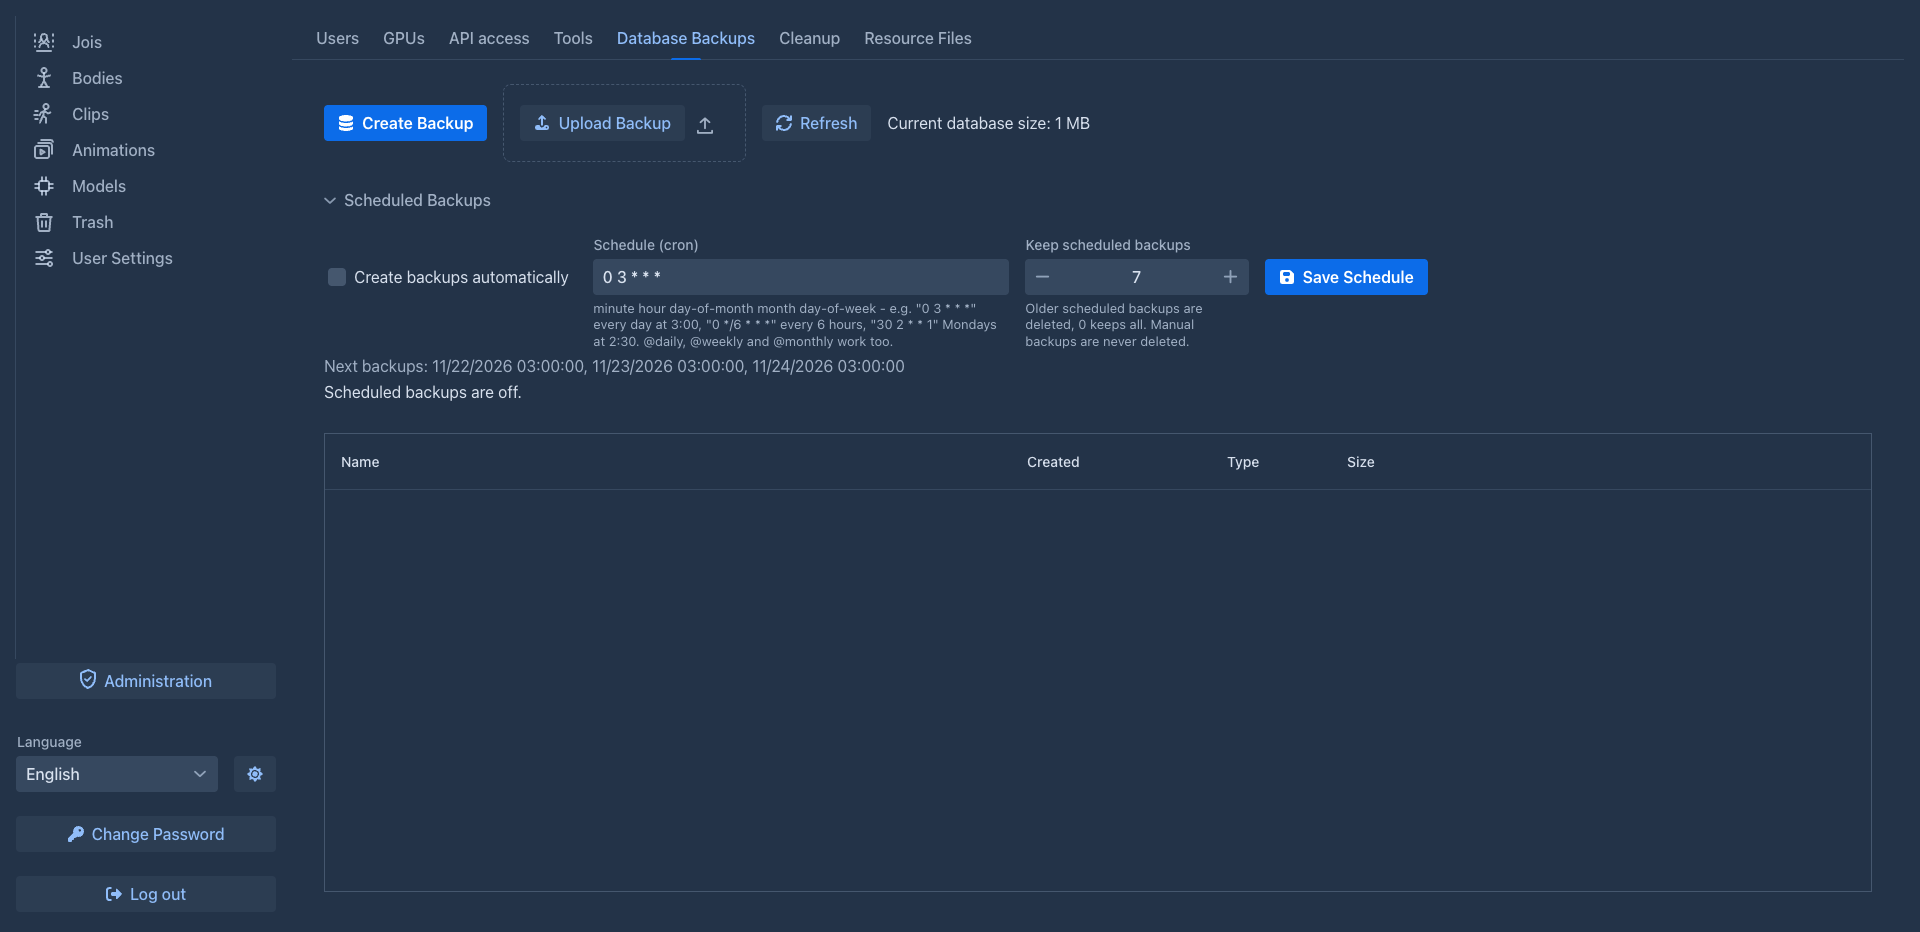 Jois
Bodies
Clips
Animations
Models
Trash
User Settings
Administration
Language
English
Change Password
Log out
Users GPUs API access Tools Database Backups Cleanup Resource Files
Create Backup Upload Backup Refresh Current database size: 1 MB
Scheduled Backups
Create backups automatically
Schedule (cron)
0 3 * * *
minute hour day-of-month month day-of-week - e.g. "0 3 * * *"
every day at 3:00, "0 */6 * * *" every 6 hours, "30 2 * * 1" Mondays
at 2:30. @daily, @weekly and @monthly work too.
Keep scheduled backups
7
Older scheduled backups are
deleted, 0 keeps all. Manual
backups are never deleted.
Save Schedule
Next backups: 11/22/2026 03:00:00, 11/23/2026 03:00:00, 11/24/2026 03:00:00
Scheduled backups are off.
Name Created Type Size